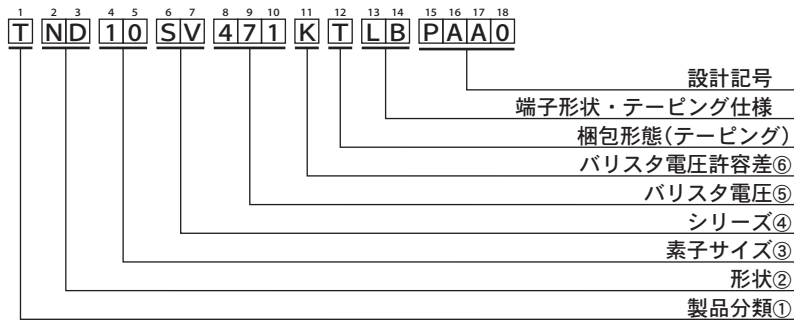 1 2 3 4 5 6 7 8 9 10 11 12 13 14 15 16 17 18
T ND 10 SV 471 K T LB PAA0
設計記号
端子形状・テーピング仕様
梱包形態(テーピング)
バリスタ電圧許容差⑥
バリスタ電圧⑤
シリーズ④
素子サイズ③
形状②
製品分類①